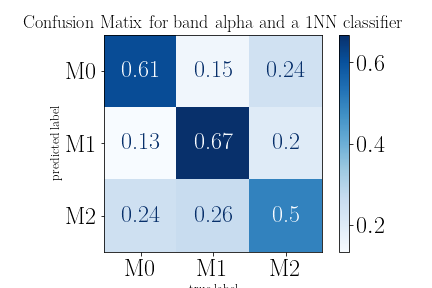 Confusion Matix for band alpha and a 1NN classifier
predicted label
M0 0.61 0.15 0.24
M1 0.13 0.67 0.2
M2 0.24 0.26 0.5
M0 M1 M2
true label
0.6
0.4
0.2